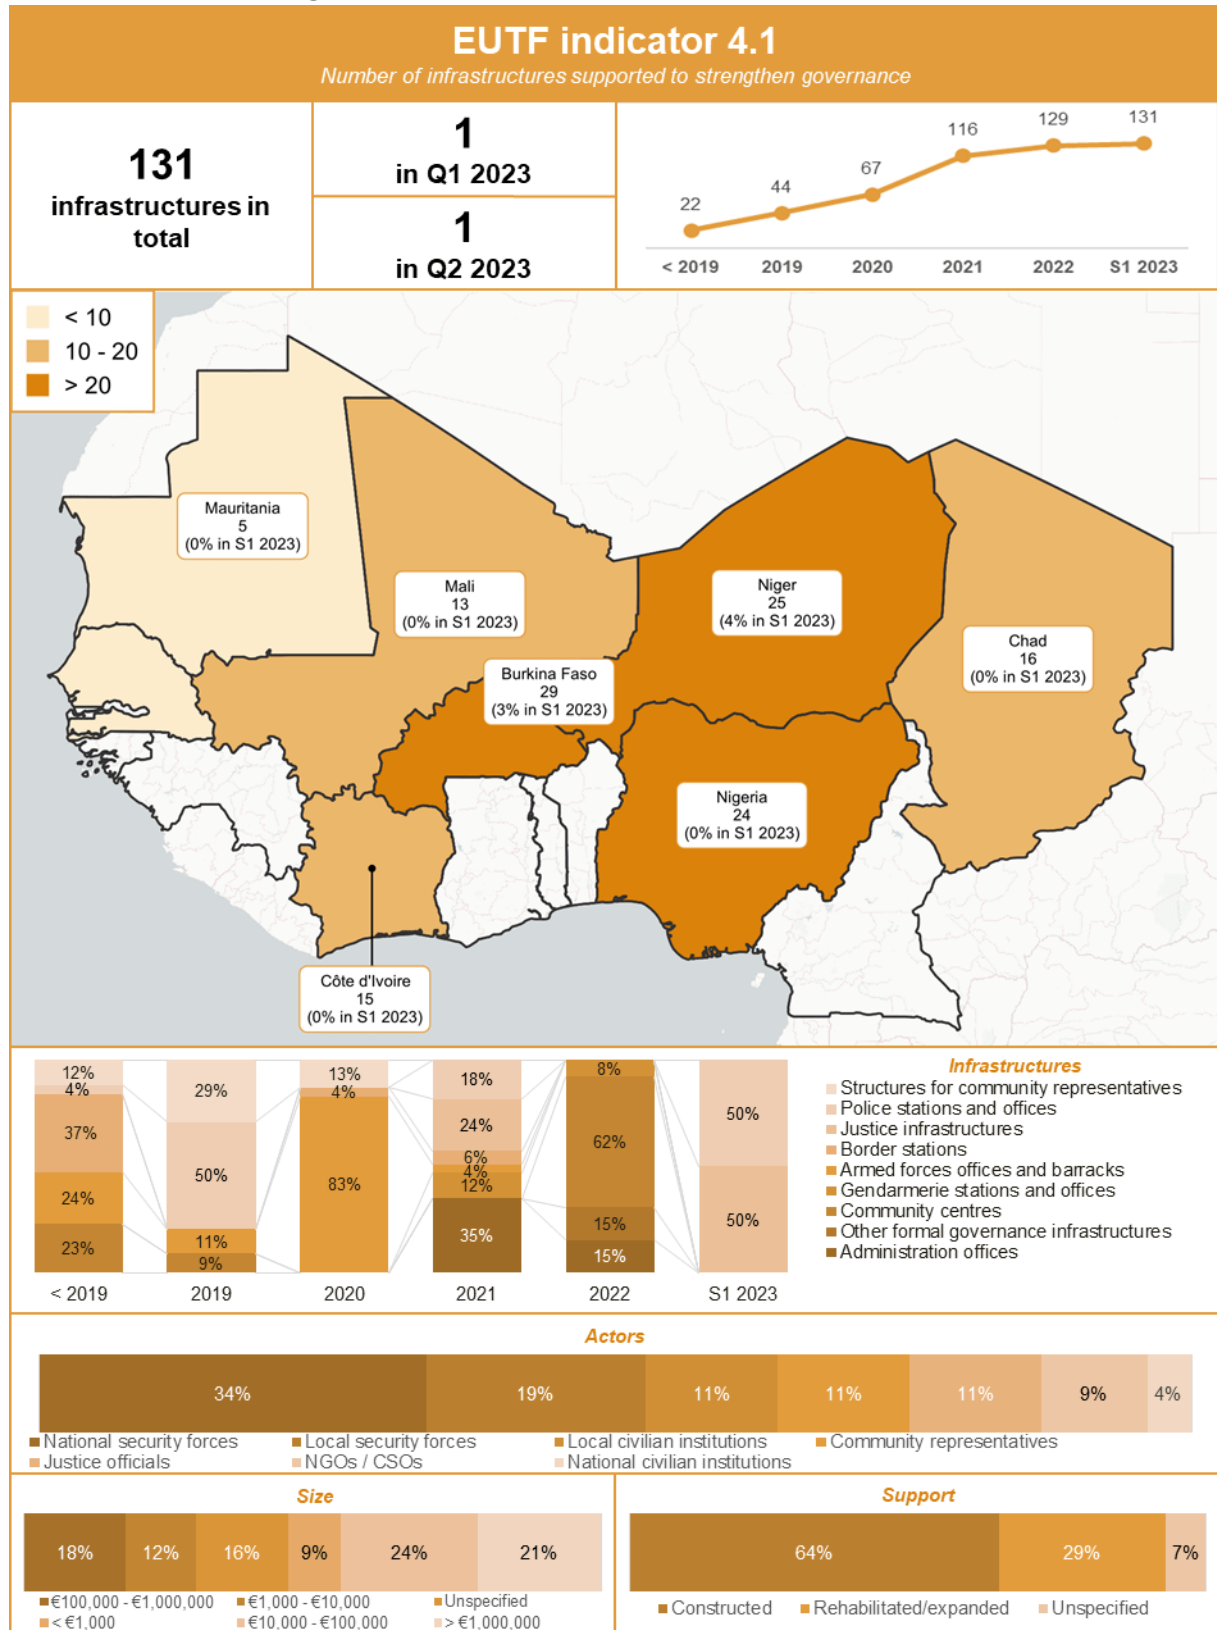 EUTF indicator 4.1
Number of infrastructures supported to strengthen governance
131
infrastructures in
total
1
in Q1 2023
1
in Q2 2023
22
44
67
116
129
131
< 2019
2019
2020
2021
2022
S1 2023
< 10
10 - 20
> 20
Mauritania
5
(0% in S1 2023)
Mali
13
(0% in S1 2023)
Niger
25
(4% in S1 2023)
Chad
16
(0% in S1 2023)
Burkina Faso
29
(3% in S1 2023)
Nigeria
24
(0% in S1 2023)
Côte d'Ivoire
15
(0% in S1 2023)
12%
4%
37%
24%
23%
29%
50%
11%
9%
13%
4%
83%
18%
24%
6%
4%
12%
35%
8%
62%
15%
15%
50%
50%
< 2019
2019
2020
2021
2022
S1 2023
Infrastructures
Structures for community representatives
Police stations and offices
Justice infrastructures
Border stations
Armed forces offices and barracks
Gendarmerie stations and offices
Community centres
Other formal governance infrastructures
Administration offices
Actors
34%
19%
11%
11%
11%
9%
4%
National security forces
Local security forces
Local civilian institutions
Community representatives
Justice officials
NGOs / CSOs
National civilian institutions
Size
18%
12%
16%
9%
24%
21%
€100,000 - €1,000,000
€1,000 - €10,000
Unspecified
< €1,000
€10,000 - €100,000
> €1,000,000
Support
64%
29%
7%
Constructed
Rehabilitated/expanded
Unspecified